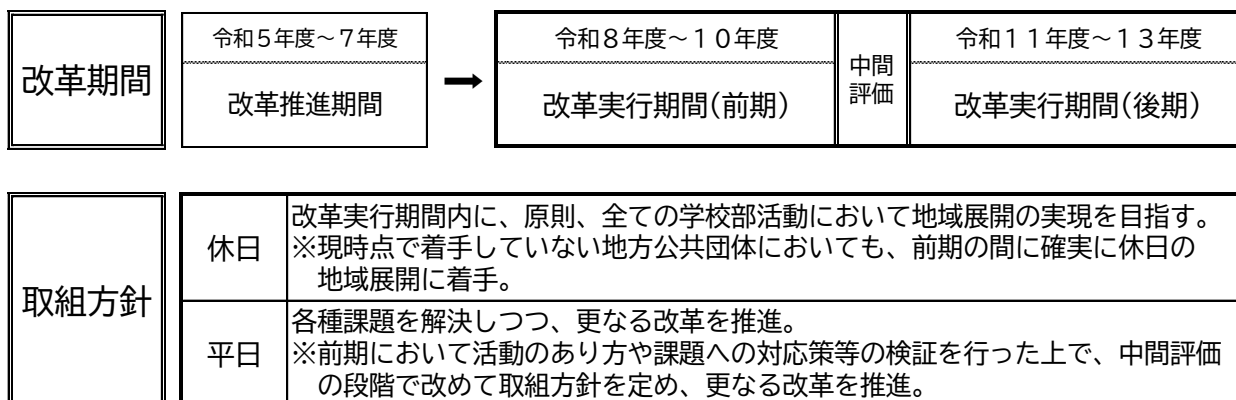 改革期間
令和5年度～7年度
改革推進期間
➡
令和8年度～10年度
改革実行期間(前期)
中間
評価
令和11年度～13年度
改革実行期間(後期)
取組方針
休日
改革実行期間内に、原則、全ての学校部活動において地域展開の実現を目指す。
※現時点で着手していない地方公共団体においても、前期の間に確実に休日の
地域展開に着手。
平日
各種課題を解決しつつ、更なる改革を推進。
※前期において活動のあり方や課題への対応策等の検証を行った上で、中間評価
の段階で改めて取組方針を定め、更なる改革を推進。